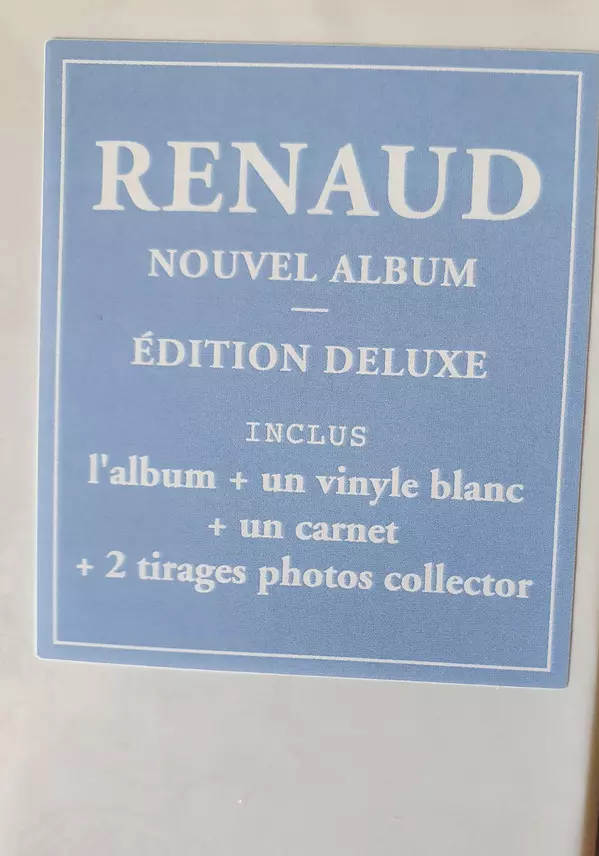 RENAUD
NOUVEL ALBUM
—
ÉDITION DELUXE
INCLUS
l'album + un vinyle blanc
+ un carnet
+ 2 tirages photos collector